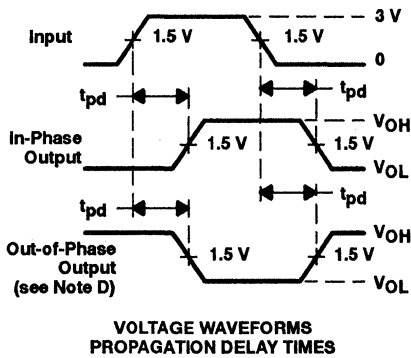 3 V
Input
1.5 V
1.5 V
0
tpd
tpd
In-Phase
Output
1.5 V
1.5 V
VOH
VOL
tpd
tpd
Out-of-Phase
Output
(see Note D)
1.5 V
1.5 V
VOH
VOL
VOLTAGE WAVEFORMS
PROPAGATION DELAY TIMES